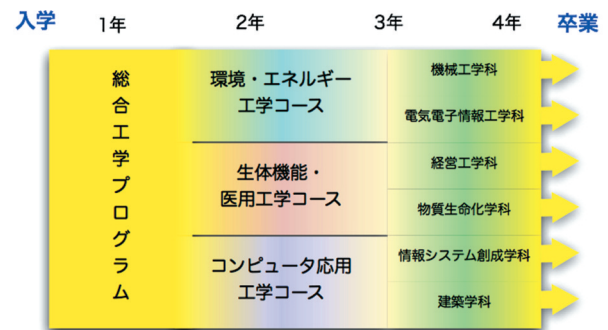 入学 1年 2年 3年 4年 卒業
総合工学プログラム
環境・エネルギー
工学コース
生体機能・
医用工学コース
コンピュータ応用
工学コース
機械工学科
電気電子情報工学科
経営工学科
物質生命化学科
情報システム創成学科
建築学科